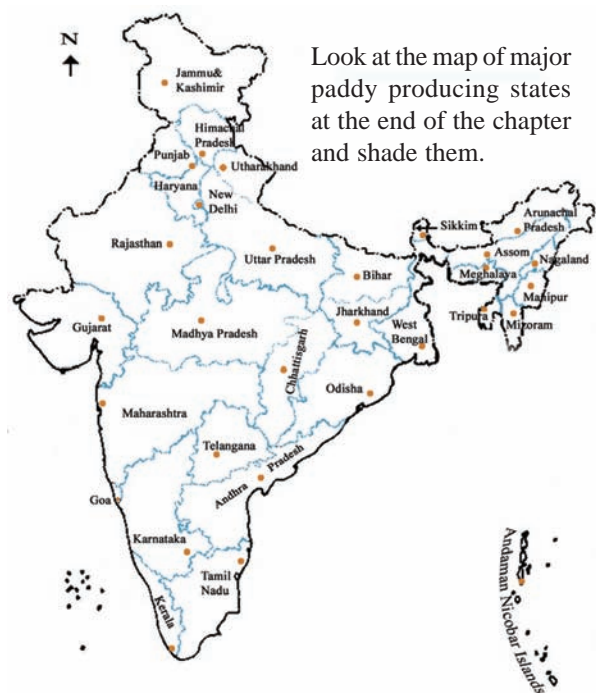 N
Look at the map of major
paddy producing states
at the end of the chapter
and shade them.
Jammu&
Kashimir
Himachal
Pradesh
Punjab
Utharakhand
Haryana
New
Delhi
Rajasthan
Uttar Pradesh
Sikkim
Arunachal
Pradesh
Assom
Nagaland
Meghalaya
Manipur
Tripura
Mizoram
Bihar
Jharkhand
West
Bengal
Gujarat
Madhya Pradesh
Chhattisgarh
Odisha
Maharashtra
Telangana
Andhra Pradesh
Goa
Karnataka
Tamil
Nadu
Kerala
Andaman Nicobar Islands